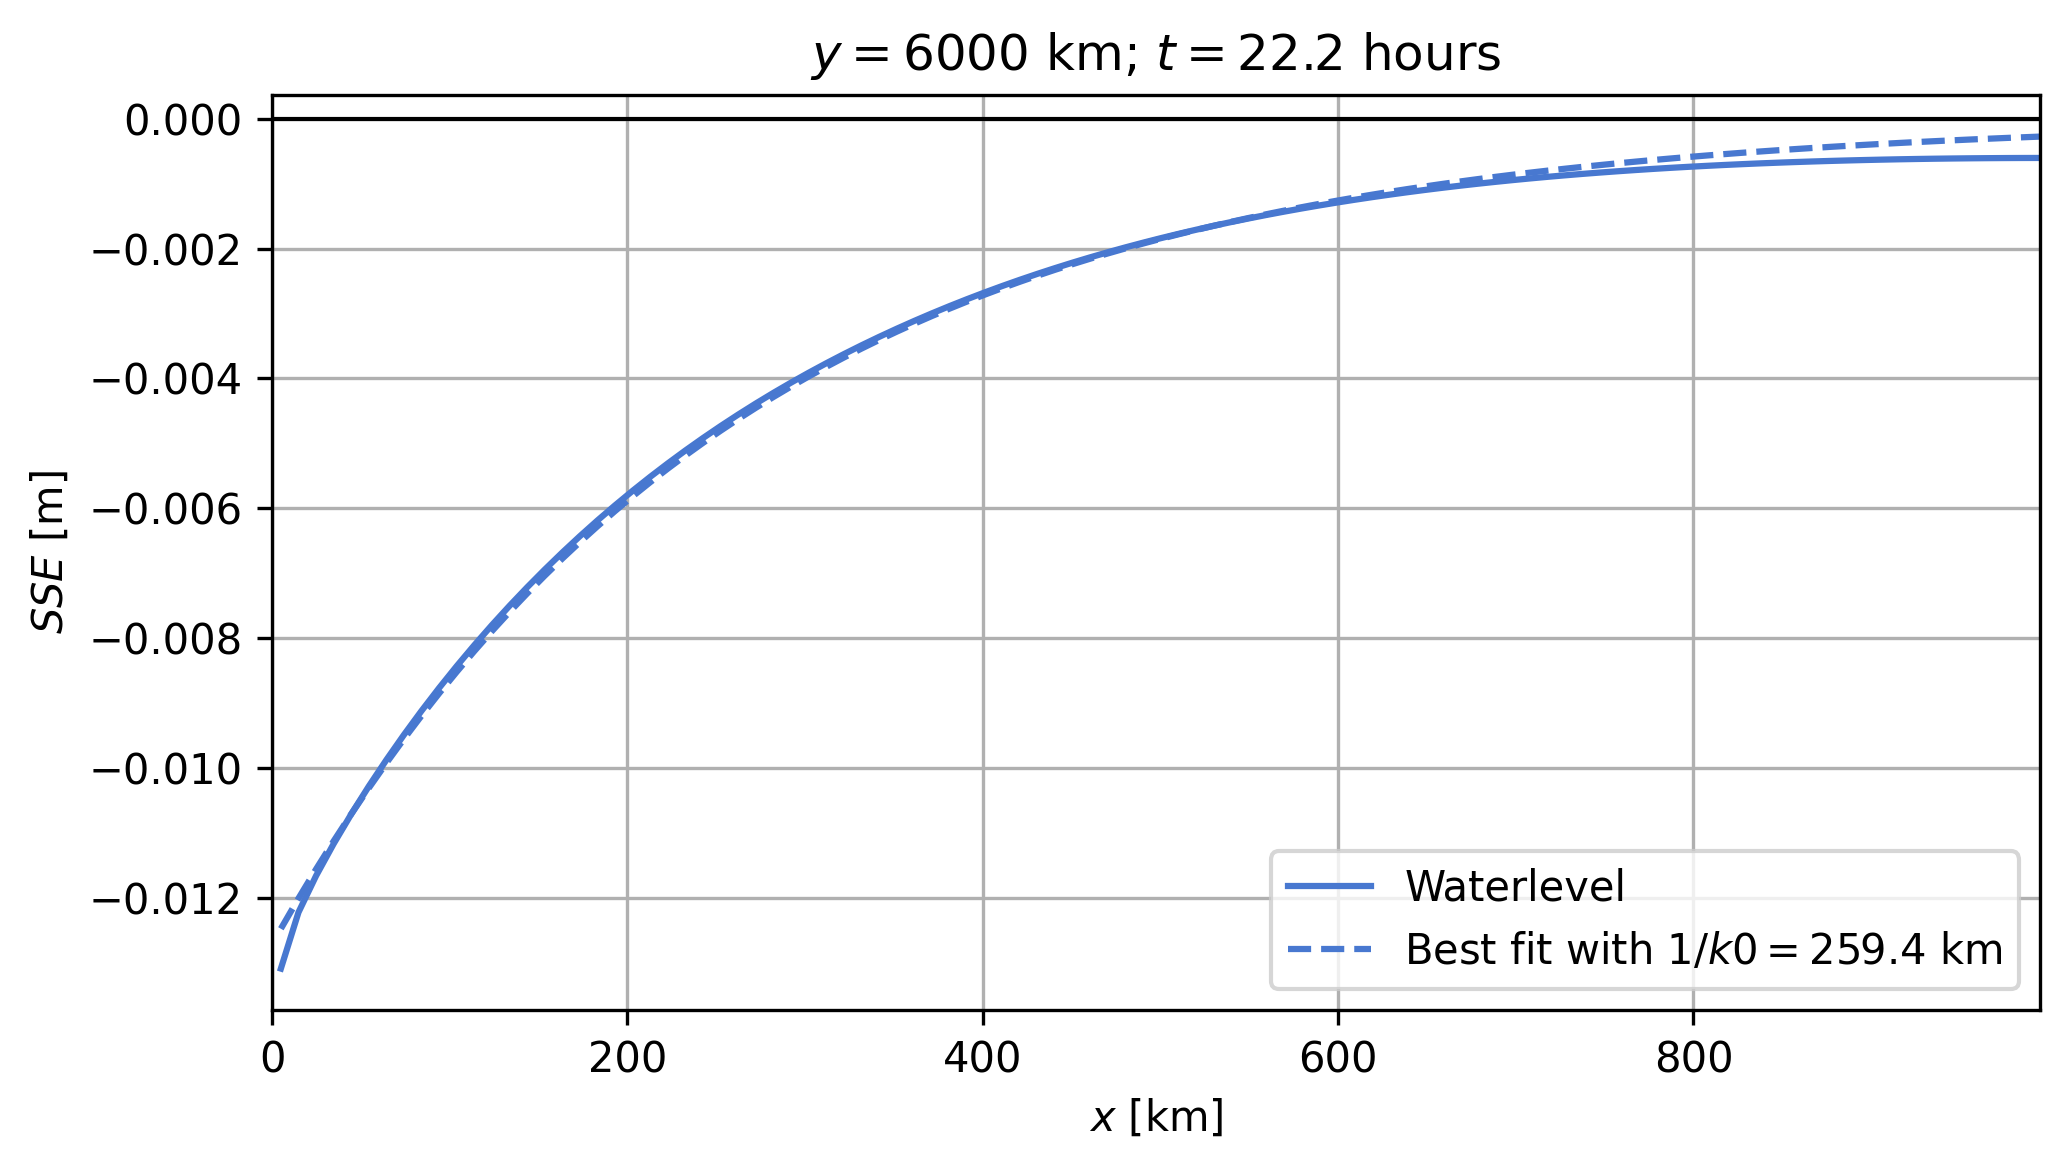 y = 6000 km; t = 22.2 hours
0.000
−0.002
−0.004
−0.006
−0.008
−0.010
−0.012
SSE [m]
Waterlevel
Best fit with 1/k0 = 259.4 km
0 200 400 600 800
x [km]